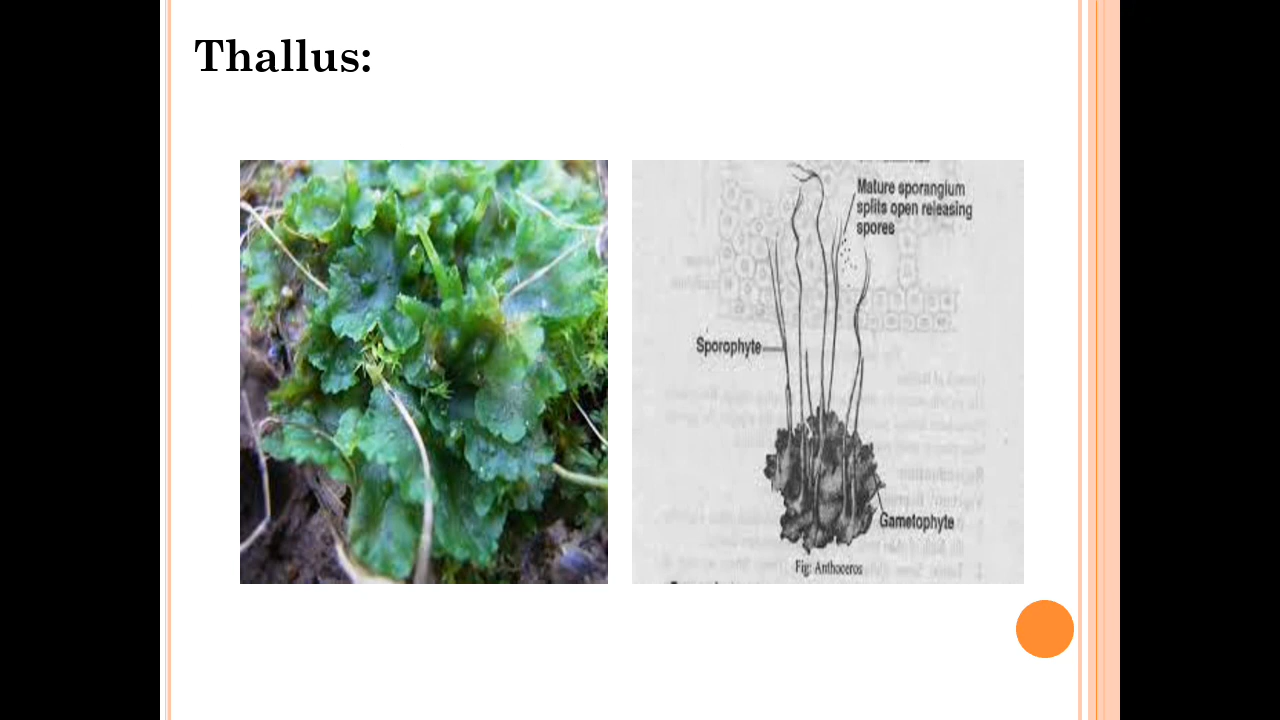 Thallus:
Mature sporangium
splits open releasing
spores
Sporophyte
Gametophyte
Fig: Anthoceros